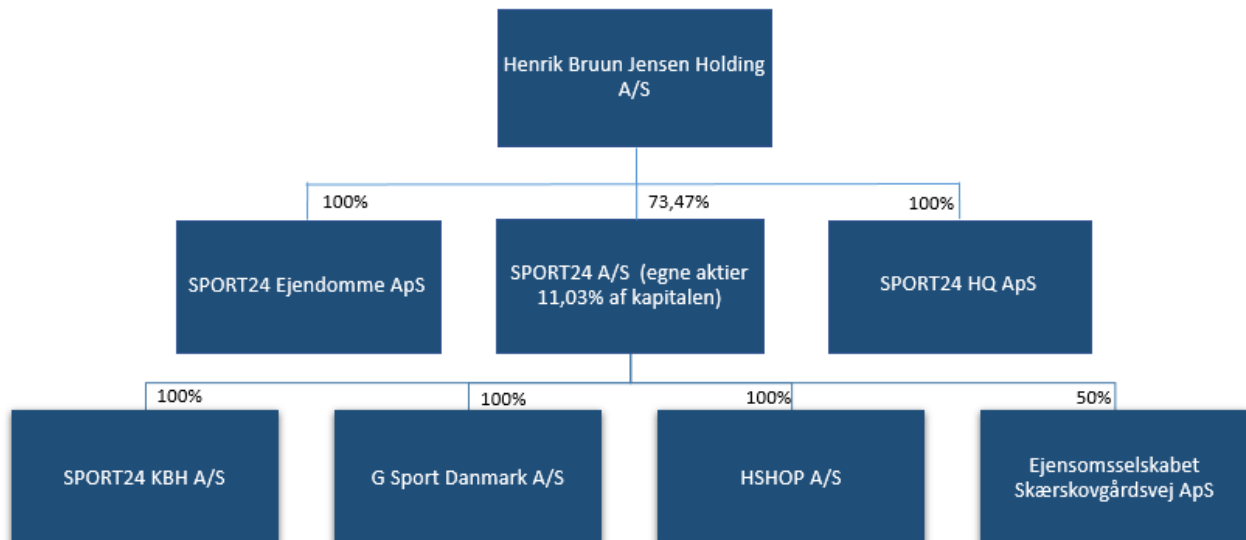 Henrik Bruun Jensen Holding
A/S
100%
73,47%
100%
SPORT24 Ejendomme ApS
SPORT24 A/S (egne aktier
11,03% af kapitalen)
SPORT24 HQ ApS
100%
100%
100%
50%
SPORT24 KBH A/S
G Sport Danmark A/S
HSHOP A/S
Ejensomsselskabet
Skærskovgårdsvej ApS